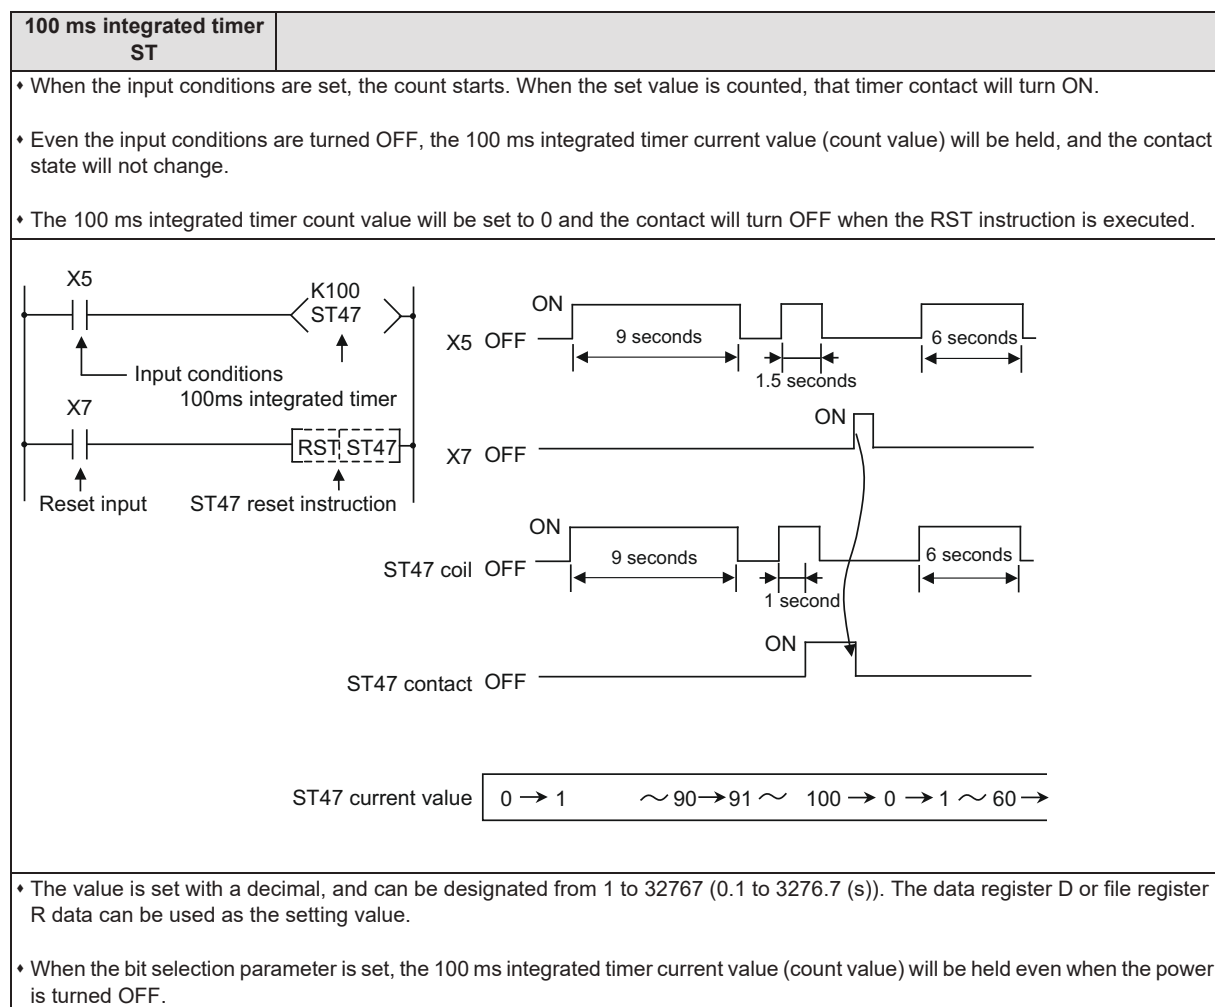 100 ms integrated timer
ST
• When the input conditions are set, the count starts. When the set value is counted, that timer contact will turn ON.
• Even the input conditions are turned OFF, the 100 ms integrated timer current value (count value) will be held, and the contact
state will not change.
• The 100 ms integrated timer count value will be set to 0 and the contact will turn OFF when the RST instruction is executed.
X5
K100
ST47
Input conditions
100ms integrated timer
X7
RST ST47
Reset input
ST47 reset instruction
ON
X5 OFF
9 seconds
1.5 seconds
6 seconds
ON
X7 OFF
ON
ST47 coil OFF
9 seconds
1 second
6 seconds
ON
ST47 contact OFF
ST47 current value 0 → 1 ～ 90 → 91 ～ 100 → 0 → 1 ～ 60 →
• The value is set with a decimal, and can be designated from 1 to 32767 (0.1 to 3276.7 (s)). The data register D or file register
R data can be used as the setting value.
• When the bit selection parameter is set, the 100 ms integrated timer current value (count value) will be held even when the power
is turned OFF.